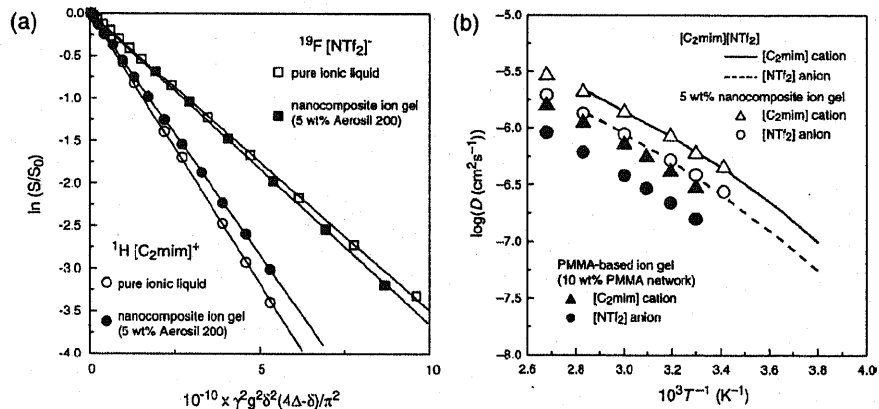 (a)
0.0
-0.5
-1.0
-1.5
-2.0
-2.5
-3.0
-3.5
-4.0
ln (S/S₀)
¹⁹F [NTf₂]⁻
pure ionic liquid
nanocomposite ion gel
(5 wt% Aerosil 200)
¹H [C₂mim]⁺
pure ionic liquid
nanocomposite ion gel
(5 wt% Aerosil 200)
0
5
10
10⁻¹⁰ x γ²g²δ²(4Δ-δ)/π²
(b)
−5.0
−5.5
−6.0
−6.5
−7.0
−7.5
−8.0
log(D (cm²s⁻¹))
[C₂mim][NTf₂]
[C₂mim] cation
[NTf₂] anion
5 wt% nanocomposite ion gel
[C₂mim] cation
[NTf₂] anion
PMMA-based ion gel
(10 wt% PMMA network)
[C₂mim] cation
[NTf₂] anion
2.6
2.8
3.0
3.2
3.4
3.6
3.8
4.0
10³T⁻¹ (K⁻¹)